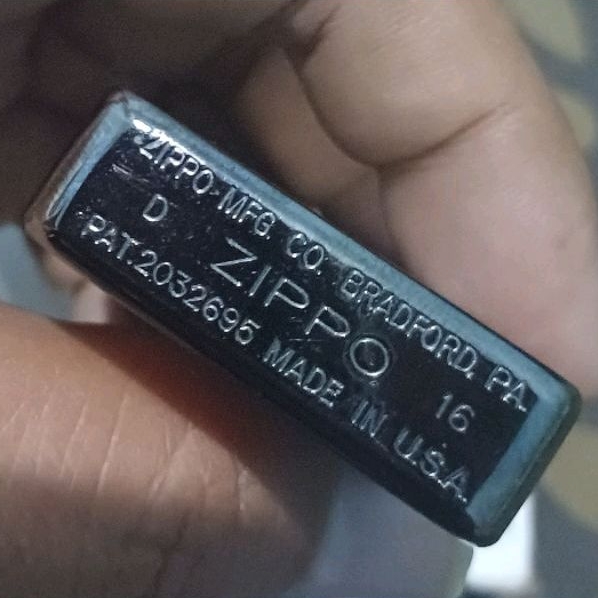 ZIPPO MFG. CO. BRADFORD. PA.
D ZIPPO 16
PAT.2032695 MADE IN U.S.A.